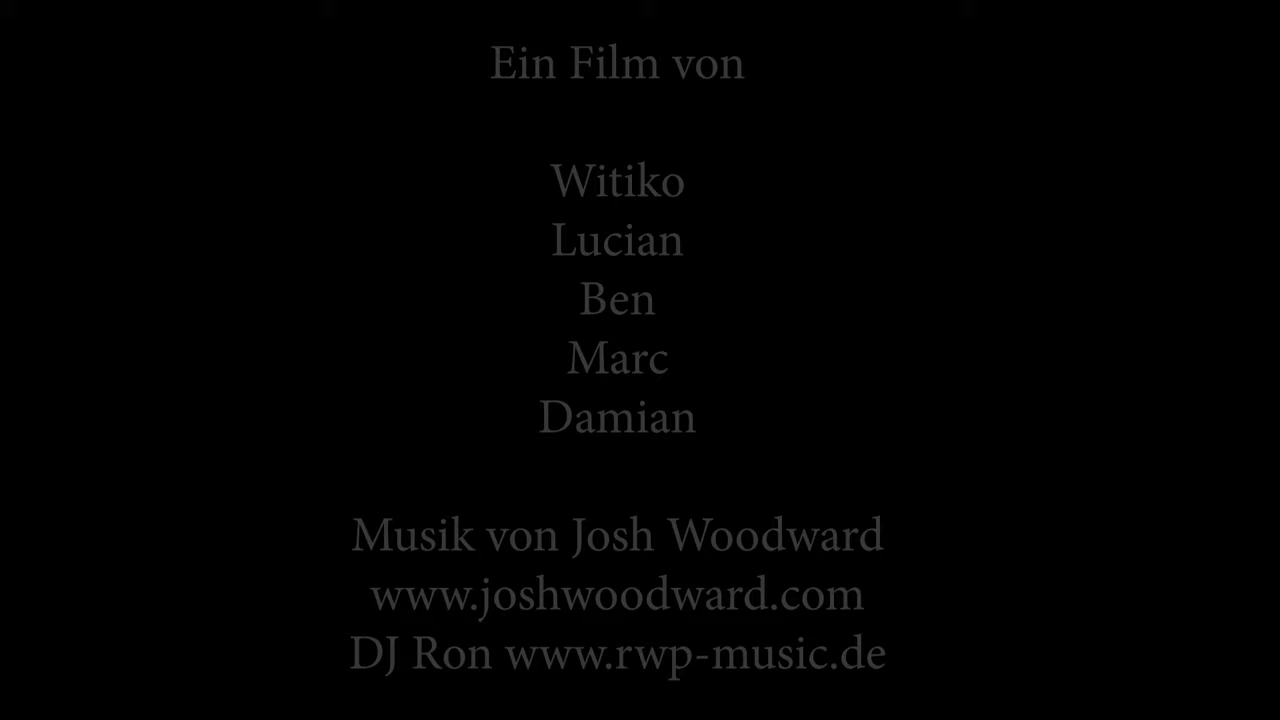 Ein Film von
Witiko
Lucian
Ben
Marc
Damian
Musik von Josh Woodward
www.joshwoodward.com
DJ Ron www.rwp-music.de